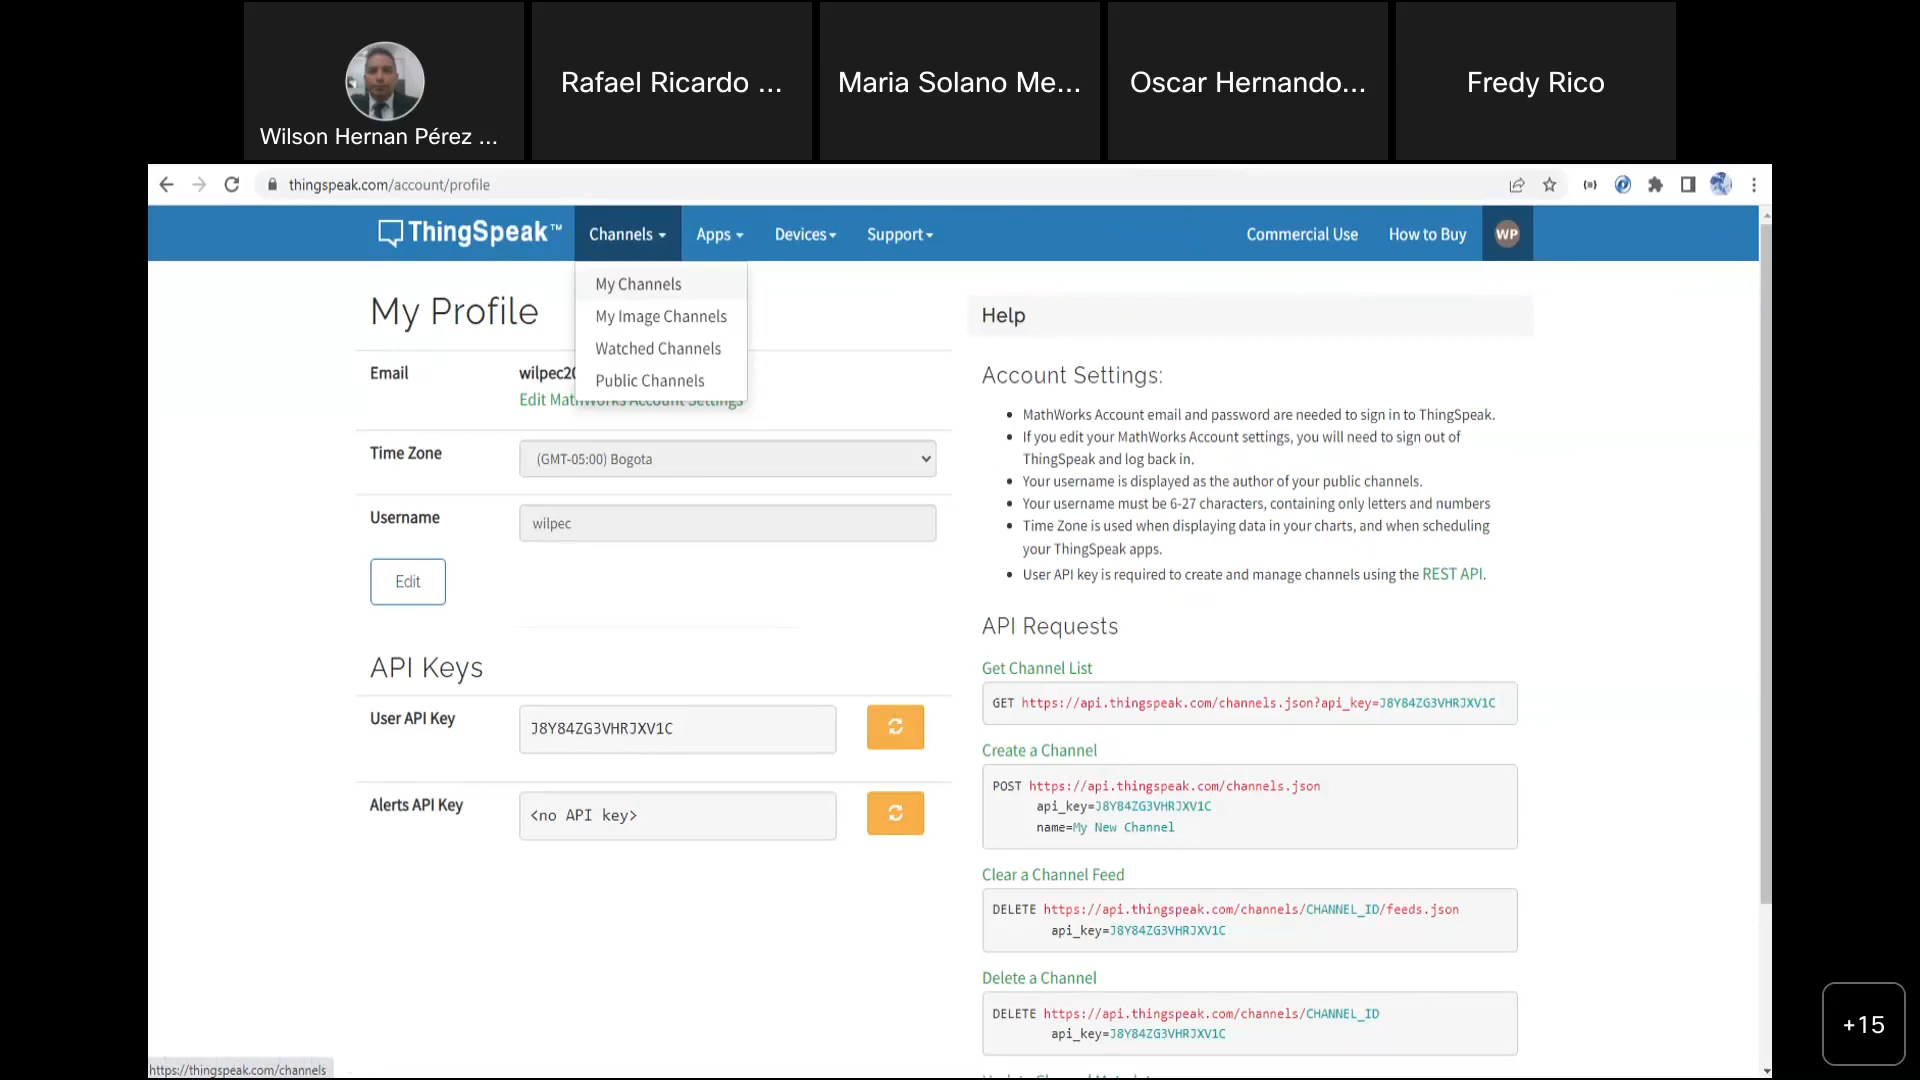 Wilson Hernan Pérez ...
Rafael Ricardo ...
Maria Solano Me...
Oscar Hernando...
Fredy Rico
thingspeak.com/account/profile
ThingSpeak™
Channels
Apps
Devices
Support
Commercial Use
How to Buy
WP
My Channels
My Image Channels
Watched Channels
Public Channels
My Profile
Email
wilpec20
Edit MathWorks Account Settings
Time Zone
(GMT-05:00) Bogota
Username
wilpec
Edit
API Keys
User API Key
J8Y84ZG3VHRJXV1C
Alerts API Key
<no API key>
Help
Account Settings:
MathWorks Account email and password are needed to sign in to ThingSpeak.
If you edit your MathWorks Account settings, you will need to sign out of
ThingSpeak and log back in.
Your username is displayed as the author of your public channels.
Your username must be 6-27 characters, containing only letters and numbers
Time Zone is used when displaying data in your charts, and when scheduling
your ThingSpeak apps.
User API key is required to create and manage channels using the REST API.
API Requests
Get Channel List
GET https://api.thingspeak.com/channels.json?api_key=J8Y84ZG3VHRJXV1C
Create a Channel
POST https://api.thingspeak.com/channels.json
api_key=J8Y84ZG3VHRJXV1C
name=My New Channel
Clear a Channel Feed
DELETE https://api.thingspeak.com/channels/CHANNEL_ID/feeds.json
api_key=J8Y84ZG3VHRJXV1C
Delete a Channel
DELETE https://api.thingspeak.com/channels/CHANNEL_ID
api_key=J8Y84ZG3VHRJXV1C
https://thingspeak.com/channels
+15